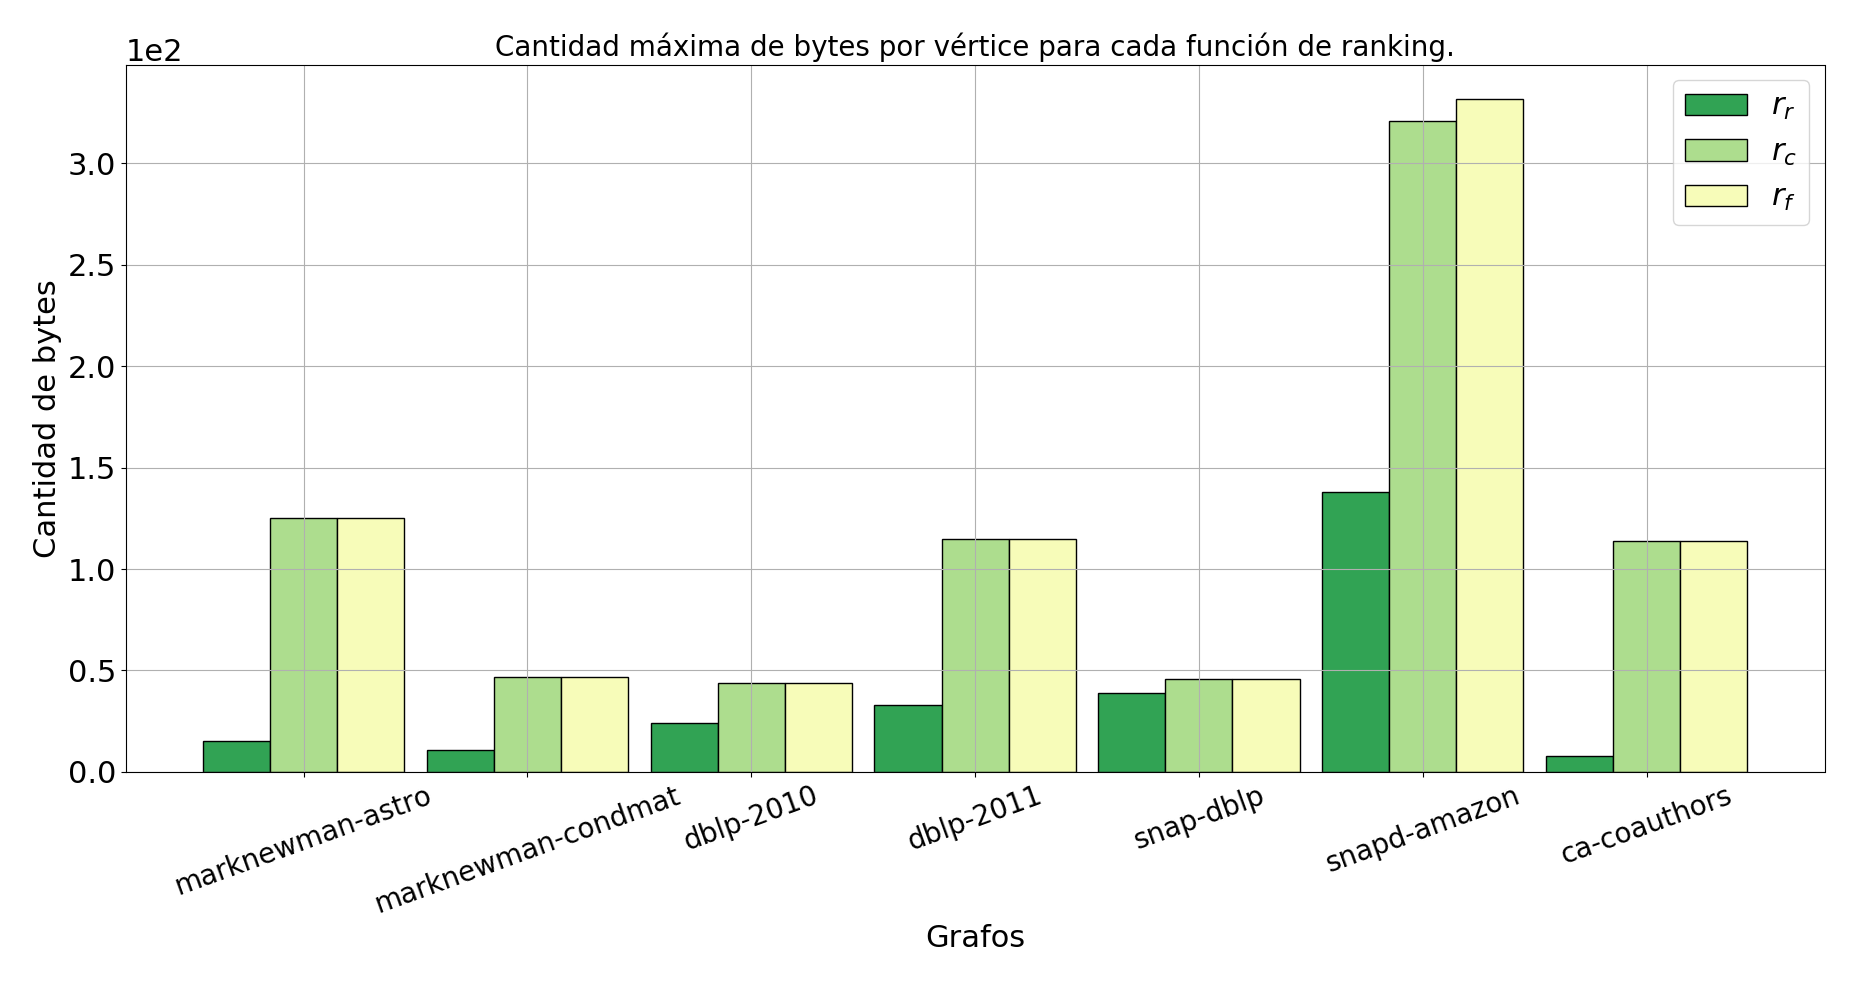 Cantidad máxima de bytes por vértice para cada función de ranking.
1e2
3.0
2.5
2.0
1.5
1.0
0.5
0.0
Cantidad de bytes
r_r
r_c
r_f
marknewman-astro
marknewman-condmat
dblp-2010
dblp-2011
snap-dblp
snapd-amazon
ca-coauthors
Grafos